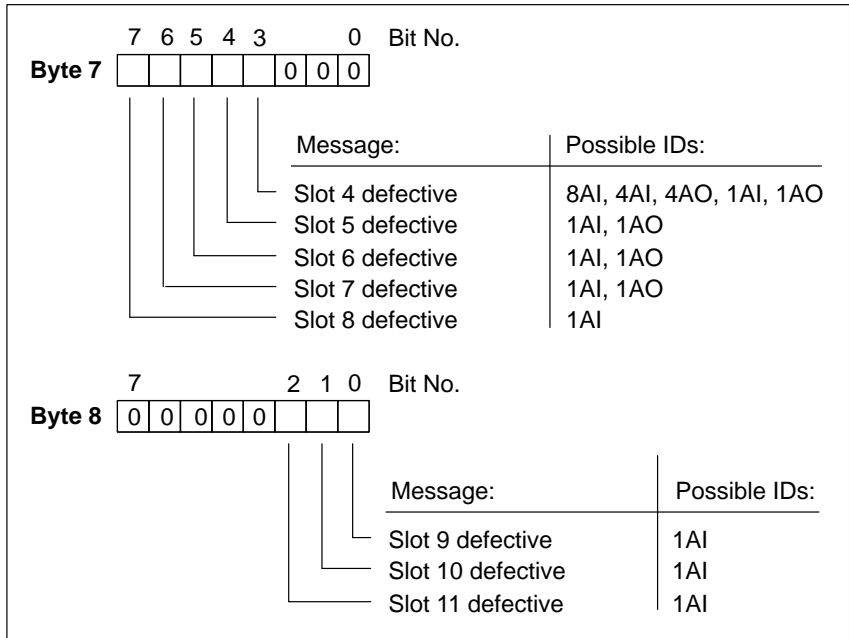 7 6 5 4 3 0 Bit No.
Byte 7 0 0 0
Message: Possible IDs:
Slot 4 defective 8AI, 4AI, 4AO, 1AI, 1AO
Slot 5 defective 1AI, 1AO
Slot 6 defective 1AI, 1AO
Slot 7 defective 1AI, 1AO
Slot 8 defective 1AI
7 2 1 0 Bit No.
Byte 8 0 0 0 0 0
Message: Possible IDs:
Slot 9 defective 1AI
Slot 10 defective 1AI
Slot 11 defective 1AI